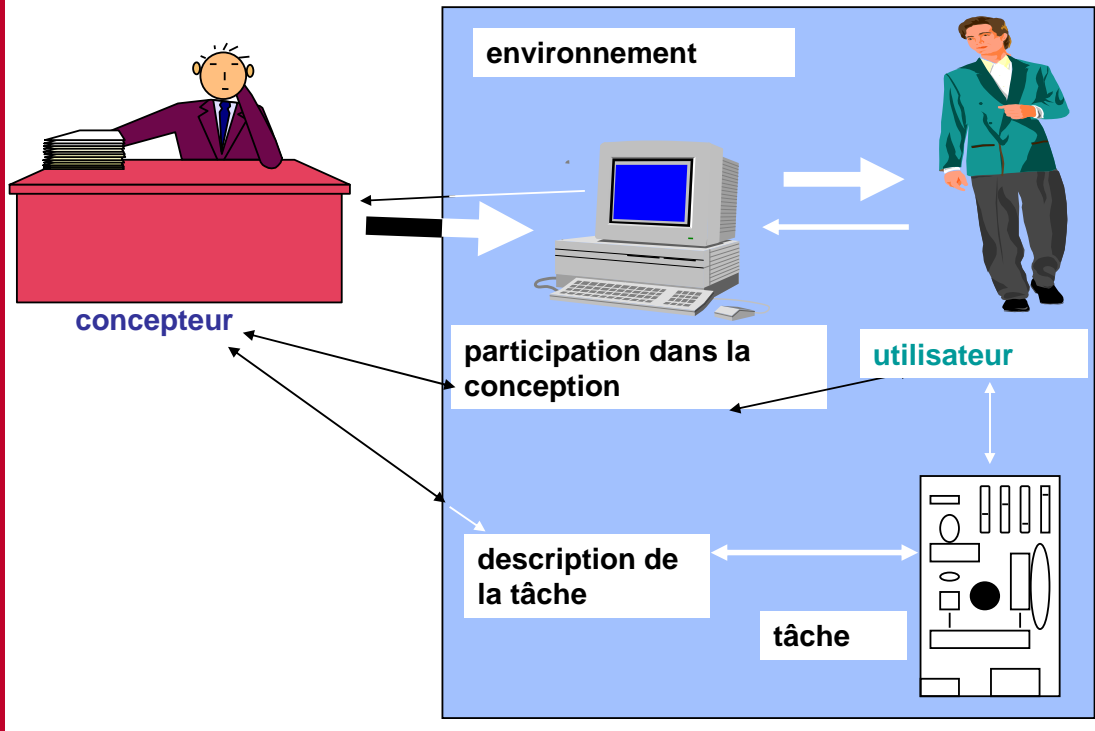 environnement
concepteur
participation dans la
conception
utilisateur
description de
la tâche
tâche